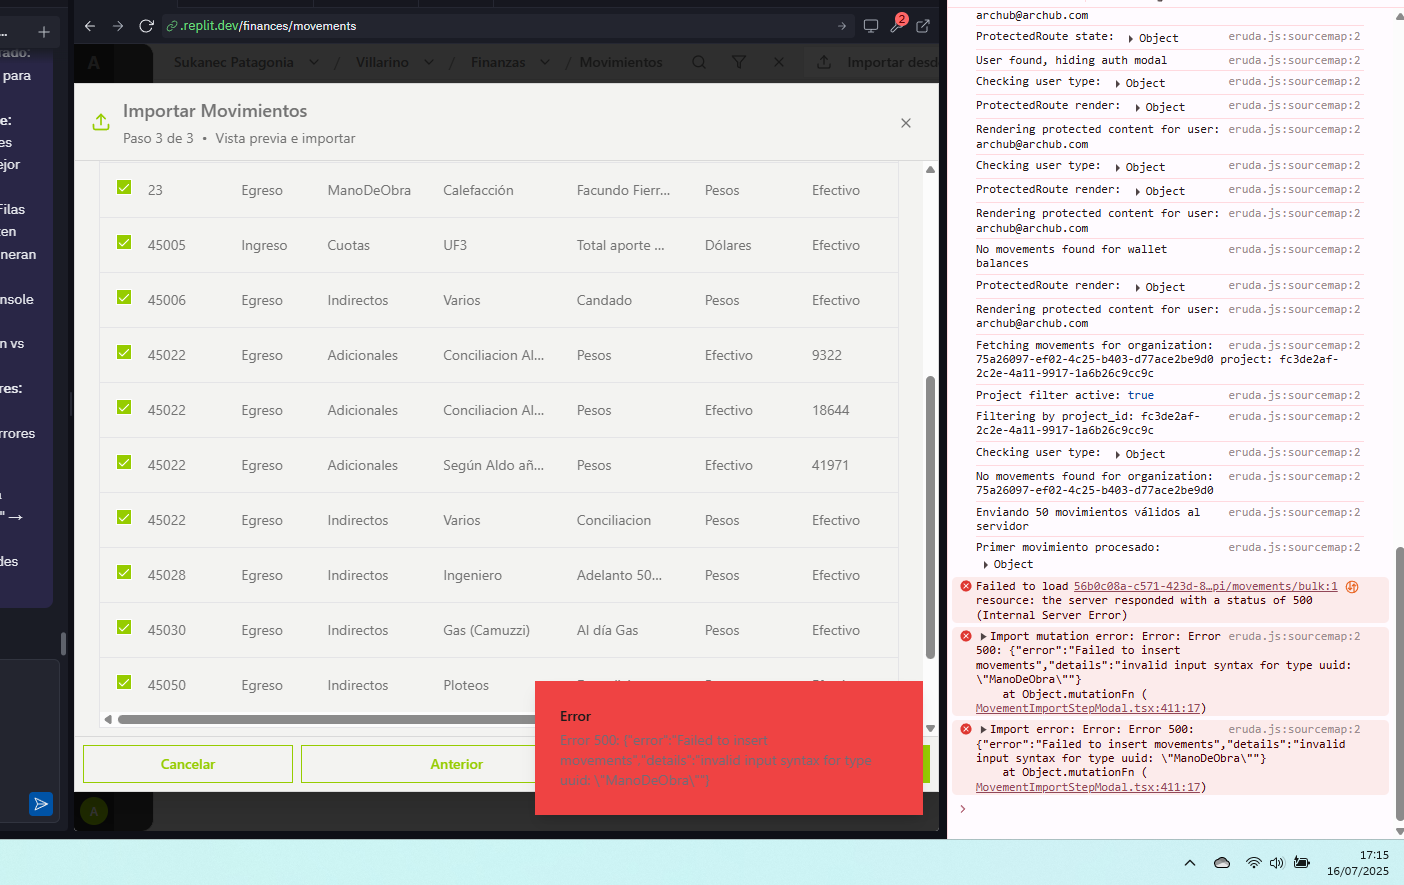 ...
rado:
para
e:
es
ejor
Filas
ten
neran
nsole
n vs
res:
rrores
a
" →
des
.replit.dev/finances/movements
2
A
Sukanec Patagonia / Villarino / Finanzas / Movimientos Importar desd
Importar Movimientos
Paso 3 de 3 • Vista previa e importar
23 Egreso ManoDeObra Calefacción Facundo Fierr... Pesos Efectivo
45005 Ingreso Cuotas UF3 Total aporte ... Dólares Efectivo
45006 Egreso Indirectos Varios Candado Pesos Efectivo
45022 Egreso Adicionales Conciliacion Al... Pesos Efectivo 9322
45022 Egreso Adicionales Conciliacion Al... Pesos Efectivo 18644
45022 Egreso Adicionales Según Aldo añ... Pesos Efectivo 41971
45022 Egreso Indirectos Varios Conciliacion Pesos Efectivo
45028 Egreso Indirectos Ingeniero Adelanto 50... Pesos Efectivo
45030 Egreso Indirectos Gas (Camuzzi) Al día Gas Pesos Efectivo
45050 Egreso Indirectos Ploteos
Cancelar
Anterior
Error
Error 500: {"error":"Failed to insert
movements","details":"invalid input syntax for type
uuid: \"ManoDeObra\""}
A
archub@archub.com
ProtectedRoute state: ▸ Object eruda.js:sourcemap:2
User found, hiding auth modal eruda.js:sourcemap:2
Checking user type: ▸ Object eruda.js:sourcemap:2
ProtectedRoute render: ▸ Object eruda.js:sourcemap:2
Rendering protected content for user: eruda.js:sourcemap:2
archub@archub.com
Checking user type: ▸ Object eruda.js:sourcemap:2
ProtectedRoute render: ▸ Object eruda.js:sourcemap:2
Rendering protected content for user: eruda.js:sourcemap:2
archub@archub.com
No movements found for wallet eruda.js:sourcemap:2
balances
ProtectedRoute render: ▸ Object eruda.js:sourcemap:2
Rendering protected content for user: eruda.js:sourcemap:2
archub@archub.com
Fetching movements for organization: eruda.js:sourcemap:2
75a26097-ef02-4c25-b403-d77ace2be9d0 project: fc3de2af-
2c2e-4a11-9917-1a6b26c9cc9c
Project filter active: true eruda.js:sourcemap:2
Filtering by project_id: fc3de2af- eruda.js:sourcemap:2
2c2e-4a11-9917-1a6b26c9cc9c
Checking user type: ▸ Object eruda.js:sourcemap:2
No movements found for organization: eruda.js:sourcemap:2
75a26097-ef02-4c25-b403-d77ace2be9d0
Enviando 50 movimientos válidos al eruda.js:sourcemap:2
servidor
Primer movimiento procesado: eruda.js:sourcemap:2
▸ Object
Failed to load 56b0c08a-c571-423d-8…pi/movements/bulk:1
resource: the server responded with a status of 500
(Internal Server Error)
▸ Import mutation error: Error: Error eruda.js:sourcemap:2
500: {"error":"Failed to insert
movements","details":"invalid input syntax for type uuid:
\"ManoDeObra\""}
at Object.mutationFn (
MovementImportStepModal.tsx:411:17)
▸ Import error: Error: Error 500: eruda.js:sourcemap:2
{"error":"Failed to insert movements","details":"invalid
input syntax for type uuid: \"ManoDeObra\""}
at Object.mutationFn (
MovementImportStepModal.tsx:411:17)
17:15
16/07/2025